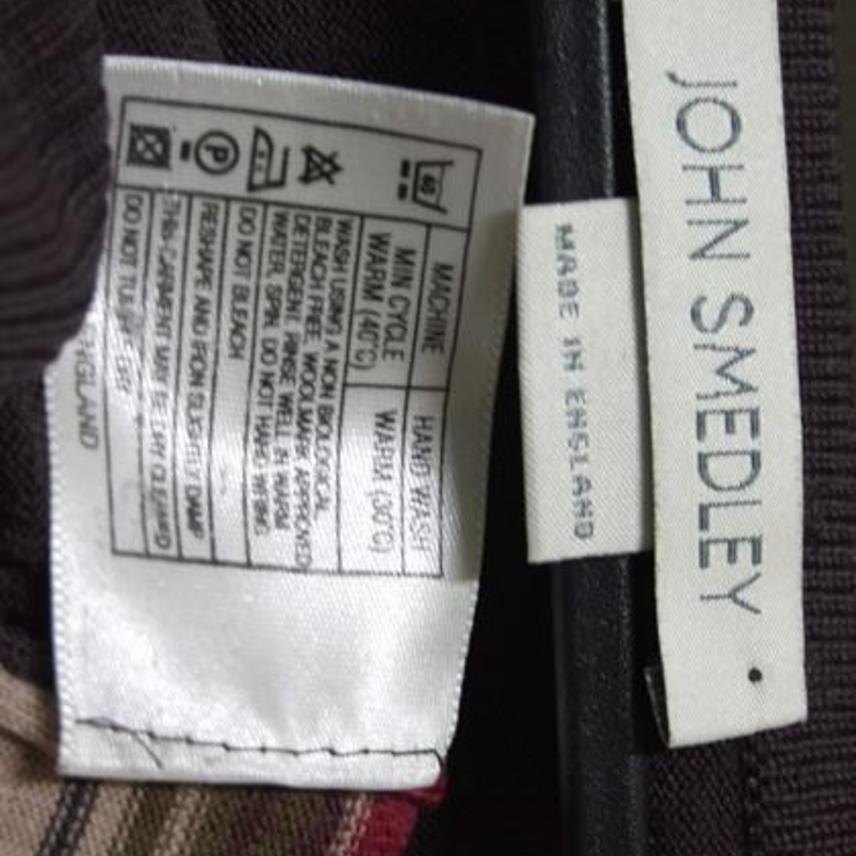 JOHN SMEDLEY
MADE IN ENGLAND
40
P
MACHINE HAND WASH
MIN CYCLE
WARM (40°C) WARM (30°C)
WASH USING A NON BIOLOGICAL
BLEACH FREE, WOOLMARK APPROVED
DETERGENT. RINSE WELL IN WARM
WATER, SPIN, DO NOT HAND WRING
DO NOT BLEACH
RESHAPE AND IRON SLIGHTLY DAMP
THIS GARMENT MAY BE DRY CLEANED
DO NOT TUMBLE DRY
NGLAND